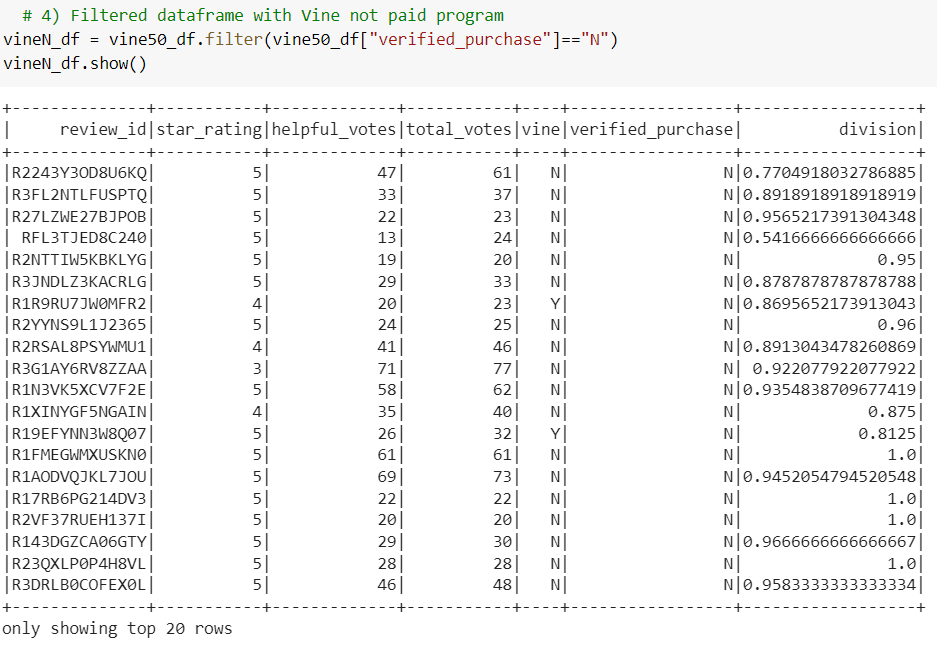 # 4) Filtered dataframe with Vine not paid program
vineN_df = vine50_df.filter(vine50_df["verified_purchase"]=="N")
vineN_df.show()
+--------------+-----------+-------------+-----------+----+-----------------+------------------+
|     review_id|star_rating|helpful_votes|total_votes|vine|verified_purchase|          division|
+--------------+-----------+-------------+-----------+----+-----------------+------------------+
|R2243Y3OD8U6KQ|          5|           47|         61|   N|                N|0.7704918032786885|
|R3FL2NTLFUSPTQ|          5|           33|         37|   N|                N|0.8918918918918919|
|R27LZWE27BJPOB|          5|           22|         23|   N|                N|0.9565217391304348|
| RFL3TJED8C240|          5|           13|         24|   N|                N|0.5416666666666666|
|R2NTTIW5KBKLYG|          5|           19|         20|   N|                N|              0.95|
|R3JNDLZ3KACRLG|          5|           29|         33|   N|                N|0.8787878787878788|
|R1R9RU7JW0MFR2|          4|           20|         23|   Y|                N|0.8695652173913043|
|R2YYNS9L1J2365|          5|           24|         25|   N|                N|              0.96|
|R2RSAL8PSYWMU1|          4|           41|         46|   N|                N|0.8913043478260869|
|R3G1AY6RV8ZZAA|          3|           71|         77|   N|                N| 0.922077922077922|
|R1N3VK5XCV7F2E|          5|           58|         62|   N|                N|0.9354838709677419|
|R1XINYGF5NGAIN|          4|           35|         40|   N|                N|             0.875|
|R19EFYNN3W8Q07|          5|           26|         32|   Y|                N|            0.8125|
|R1FMEGWMXUSKN0|          5|           61|         61|   N|                N|               1.0|
|R1AODVQJKL7JOU|          5|           69|         73|   N|                N|0.9452054794520548|
|R17RB6PG214DV3|          5|           22|         22|   N|                N|               1.0|
|R2VF37RUEH137I|          5|           20|         20|   N|                N|               1.0|
|R143DGZCA06GTY|          5|           29|         30|   N|                N|0.9666666666666667|
|R23QXLP0P4H8VL|          5|           28|         28|   N|                N|               1.0|
|R3DRLB0COFEX0L|          5|           46|         48|   N|                N|0.9583333333333334|
+--------------+-----------+-------------+-----------+----+-----------------+------------------+
only showing top 20 rows